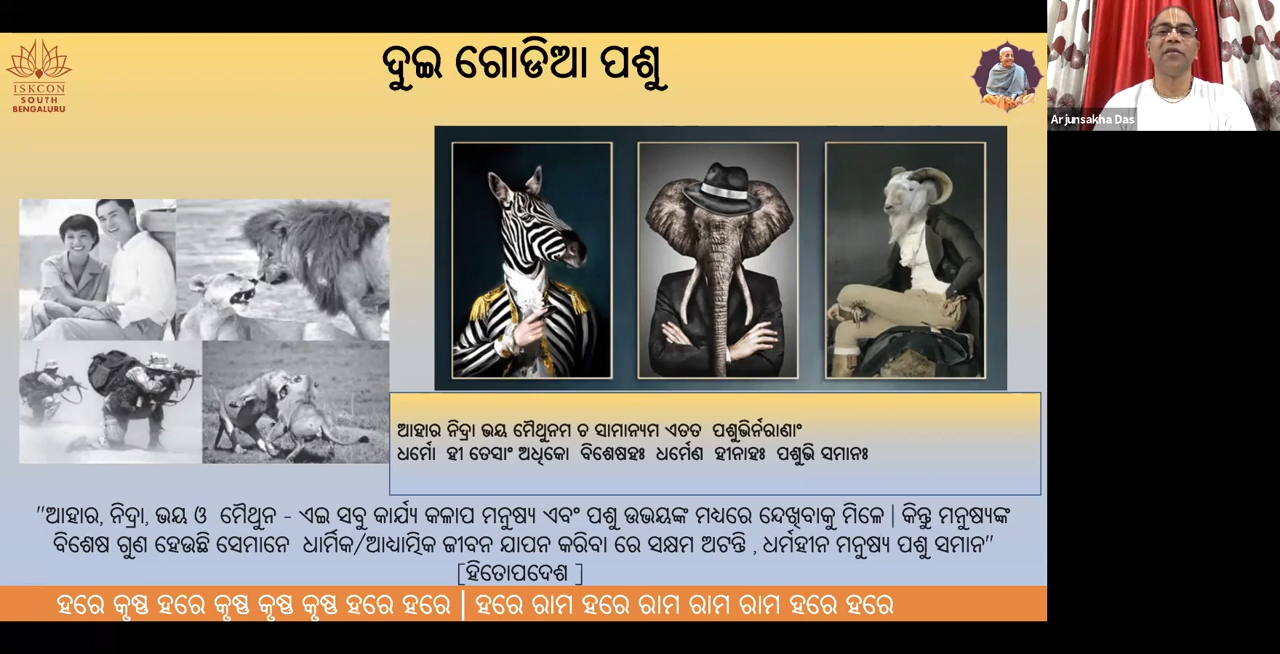 ଦୁଇ ଗୋଡିଆ ପଶୁ
ISKCON
SOUTH
BENGALURU
Arjunsakha Das
ଆହାର ନିଦ୍ରା ଭୟ ମୈଥୁନମ ଚ ସାମାନ୍ୟମ ଏତତ ପଶୁଭିର୍ନରାଣାଂ
ଧର୍ମୋ ହୀ ତେସାଂ ଅଧିକୋ ବିଶେଷହଃ ଧର୍ମେଣ ହୀନାହଃ ପଶୁଭି ସମାନଃ
"ଆହାର, ନିଦ୍ରା, ଭୟ ଓ ମୈଥୁନ - ଏଇ ସବୁ କାର୍ଯ୍ୟ କଳାପ ମନୁଷ୍ୟ ଏବଂ ପଶୁ ଉଭୟଙ୍କ ମଧ୍ୟରେ ଦେଖିବାକୁ ମିଳେ | କିନ୍ତୁ ମନୁଷ୍ୟଙ୍କ
ବିଶେଷ ଗୁଣ ହେଉଛି ସେମାନେ ଧାର୍ମିକ/ଆଧ୍ୟାତ୍ମିକ ଜୀବନ ଯାପନ କରିବା ରେ ସକ୍ଷମ ଅଟନ୍ତି , ଧର୍ମହୀନ ମନୁଷ୍ୟ ପଶୁ ସମାନ"
[ହିତୋପଦେଶ ]
ହରେ କୃଷ୍ଣ ହରେ କୃଷ୍ଣ କୃଷ୍ଣ କୃଷ୍ଣ ହରେ ହରେ | ହରେ ରାମ ହରେ ରାମ ରାମ ରାମ ହରେ ହରେ